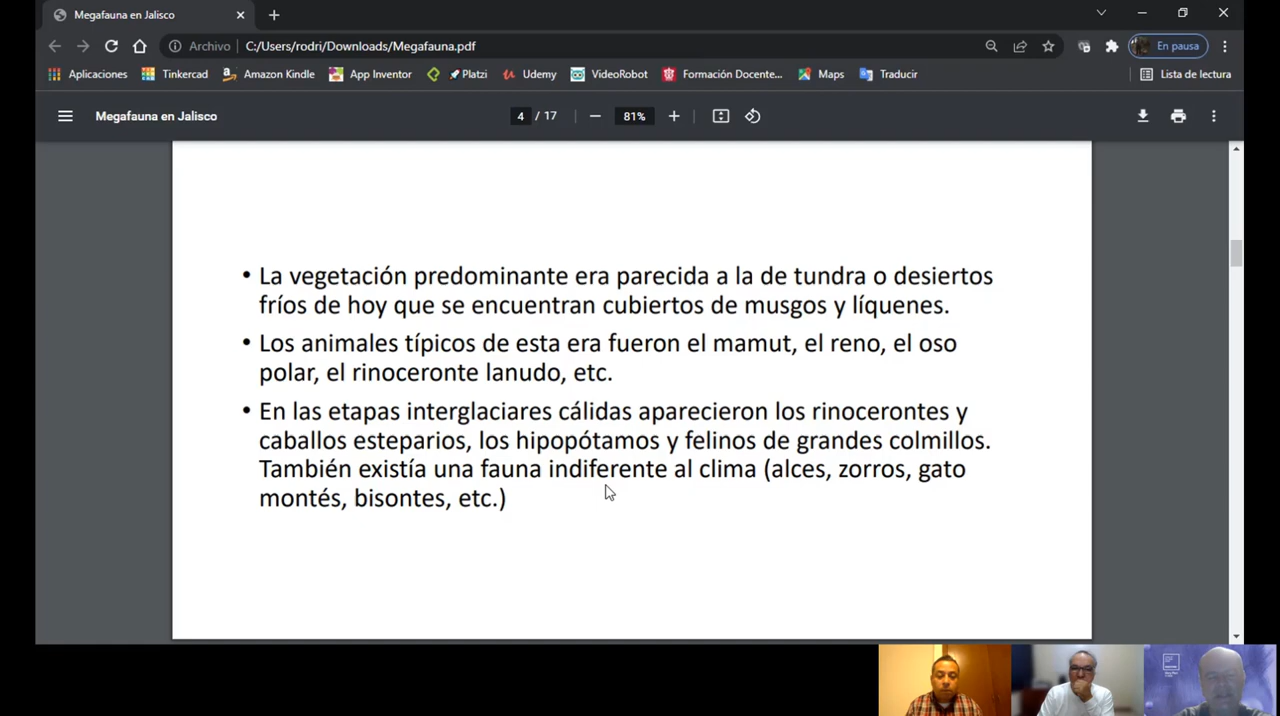 Megafauna en Jalisco
Archivo C:/Users/rodri/Downloads/Megafauna.pdf En pausa
Aplicaciones Tinkercad Amazon Kindle App Inventor Platzi Udemy VideoRobot Formación Docente... Maps Traducir Lista de lectura
Megafauna en Jalisco 4 / 17 81%
• La vegetación predominante era parecida a la de tundra o desiertos
fríos de hoy que se encuentran cubiertos de musgos y líquenes.
• Los animales típicos de esta era fueron el mamut, el reno, el oso
polar, el rinoceronte lanudo, etc.
• En las etapas interglaciares cálidas aparecieron los rinocerontes y
caballos esteparios, los hipopótamos y felinos de grandes colmillos.
También existía una fauna indiferente al clima (alces, zorros, gato
montés, bisontes, etc.)